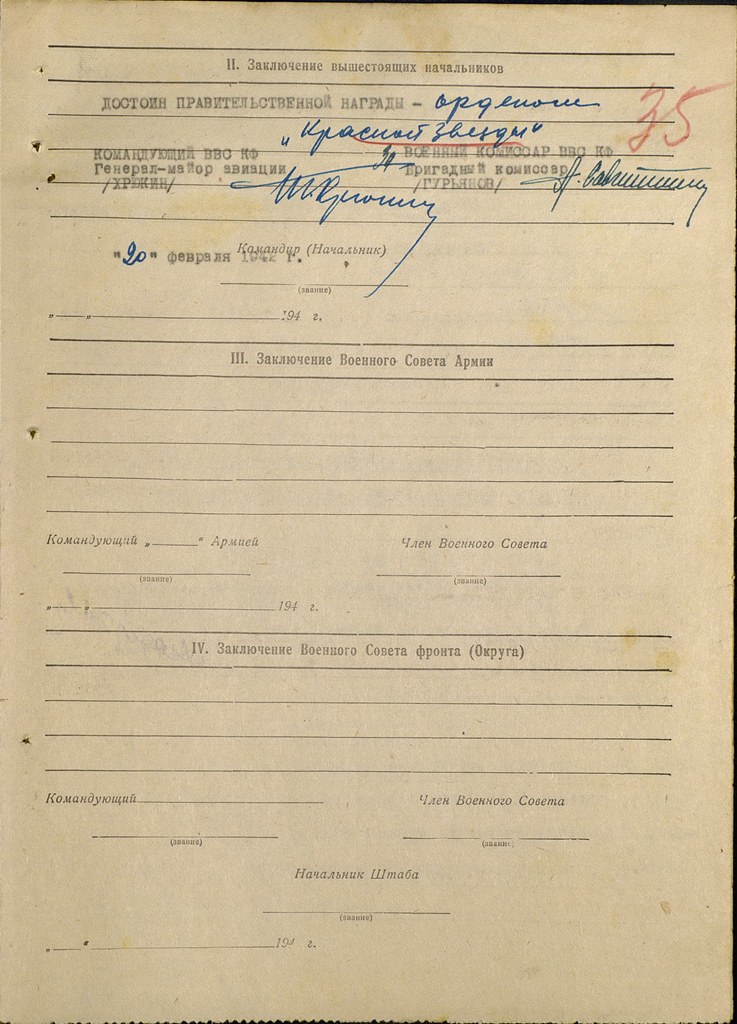 II. Заключение вышестоящих начальников
ДОСТОИН ПРАВИТЕЛЬСТВЕННОЙ НАГРАДЫ - орденом
„Красной Звезды"
35
КОМАНДУЮЩИЙ ВВС КФ
Генерал-майор авиации
/ХРЮКИН/
За ВОЕННЫЙ КОМИССАР ВВС КФ
Бригадный комиссар
/ГУРЬЯНОВ/
Командир (Начальник)
"20" февраля 1942 г.
(звание)
„ " 194 г.
III. Заключение Военного Совета Армии
Командующий „ " Армией
Член Военного Совета
(звание)
(звание)
„ " 194 г.
IV. Заключение Военного Совета фронта (Округа)
Командующий
Член Военного Совета
(звание)
(звание)
Начальник Штаба
(звание)
„ " 194 г.